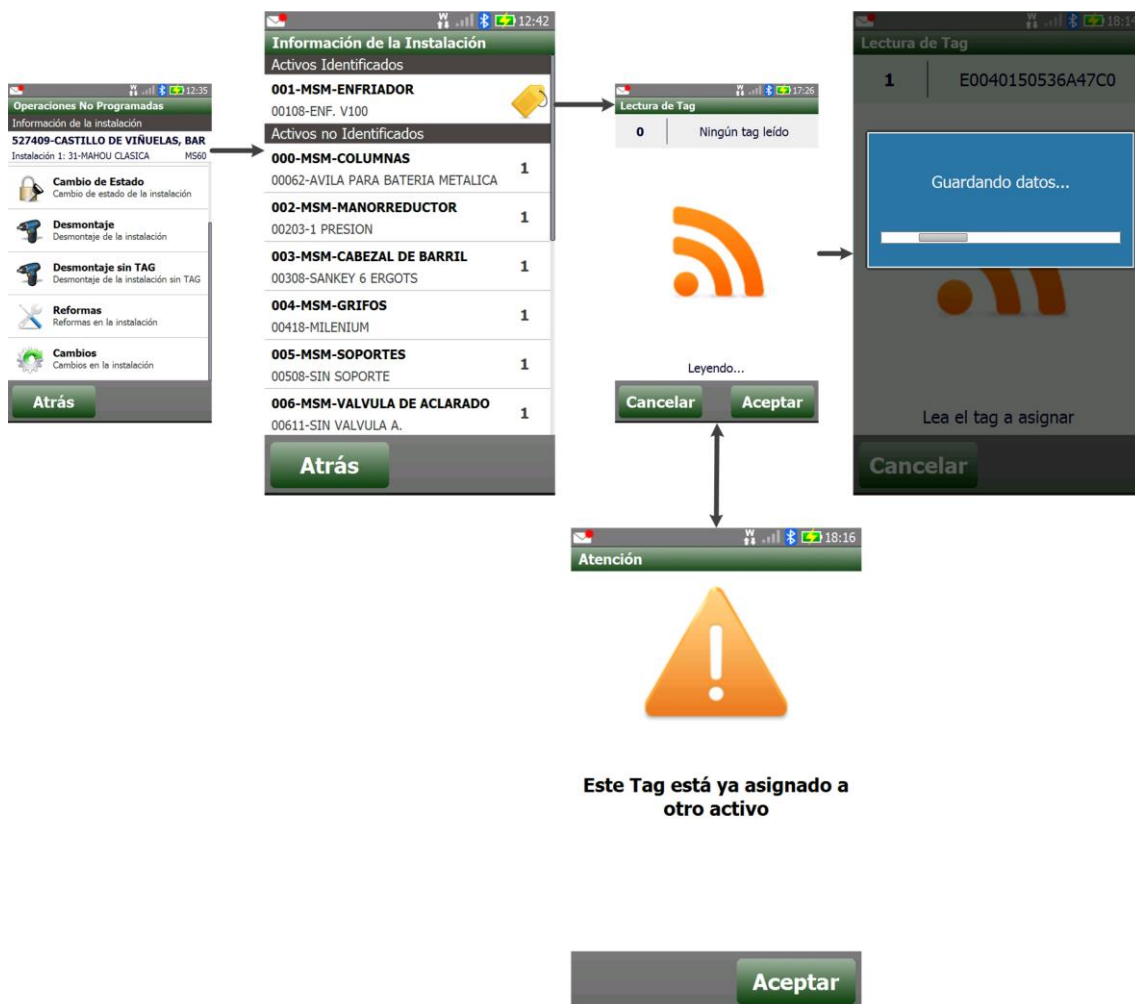 12:35
Operaciones No Programadas
Información de la instalación
527409-CASTILLO DE VIÑUELAS, BAR
Instalación 1: 31-MAHOU CLASICA MS60
Cambio de Estado
Cambio de estado de la instalación
Desmontaje
Desmontaje de la instalación
Desmontaje sin TAG
Desmontaje de la instalación sin TAG
Reformas
Reformas en la instalación
Cambios
Cambios en la instalación
Atrás
W 12:42
Información de la Instalación
Activos Identificados
001-MSM-ENFRIADOR
00108-ENF. V100
Activos no Identificados
000-MSM-COLUMNAS
00062-AVILA PARA BATERIA METALICA 1
002-MSM-MANORREDUCTOR
00203-1 PRESION 1
003-MSM-CABEZAL DE BARRIL
00308-SANKEY 6 ERGOTS 1
004-MSM-GRIFOS
00418-MILENIUM 1
005-MSM-SOPORTES
00508-SIN SOPORTE 1
006-MSM-VALVULA DE ACLARADO
00611-SIN VALVULA A. 1
Atrás
W 17:26
Lectura de Tag
0 Ningún tag leído
Leyendo...
Cancelar Aceptar
W 18:14
Lectura de Tag
1 E0040150536A47C0
Guardando datos...
Lea el tag a asignar
Cancelar
W 18:16
Atención
Este Tag está ya asignado a
otro activo
Aceptar